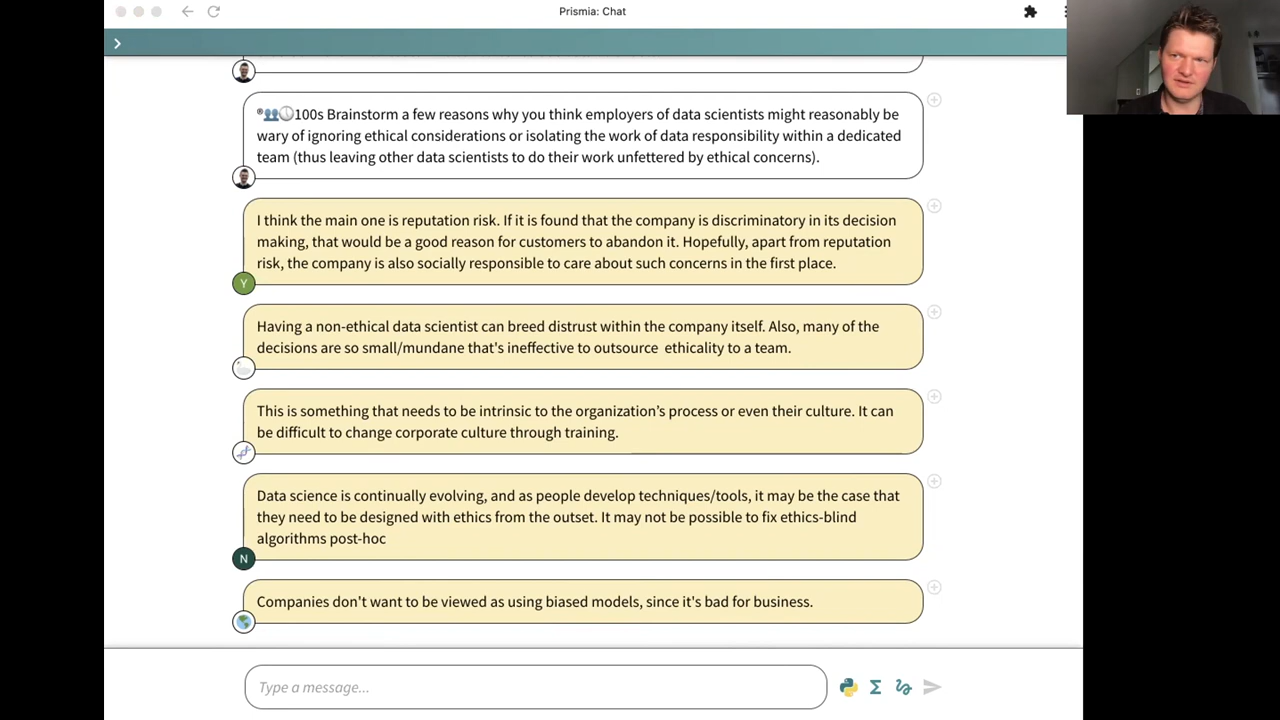 Prismia: Chat
100s Brainstorm a few reasons why you think employers of data scientists might reasonably be
wary of ignoring ethical considerations or isolating the work of data responsibility within a dedicated
team (thus leaving other data scientists to do their work unfettered by ethical concerns).
I think the main one is reputation risk. If it is found that the company is discriminatory in its decision
making, that would be a good reason for customers to abandon it. Hopefully, apart from reputation
risk, the company is also socially responsible to care about such concerns in the first place.
Y
Having a non-ethical data scientist can breed distrust within the company itself. Also, many of the
decisions are so small/mundane that's ineffective to outsource  ethicality to a team.
This is something that needs to be intrinsic to the organization’s process or even their culture. It can
be difficult to change corporate culture through training.
Data science is continually evolving, and as people develop techniques/tools, it may be the case that
they need to be designed with ethics from the outset. It may not be possible to fix ethics-blind
algorithms post-hoc
N
Companies don't want to be viewed as using biased models, since it's bad for business.
Type a message...